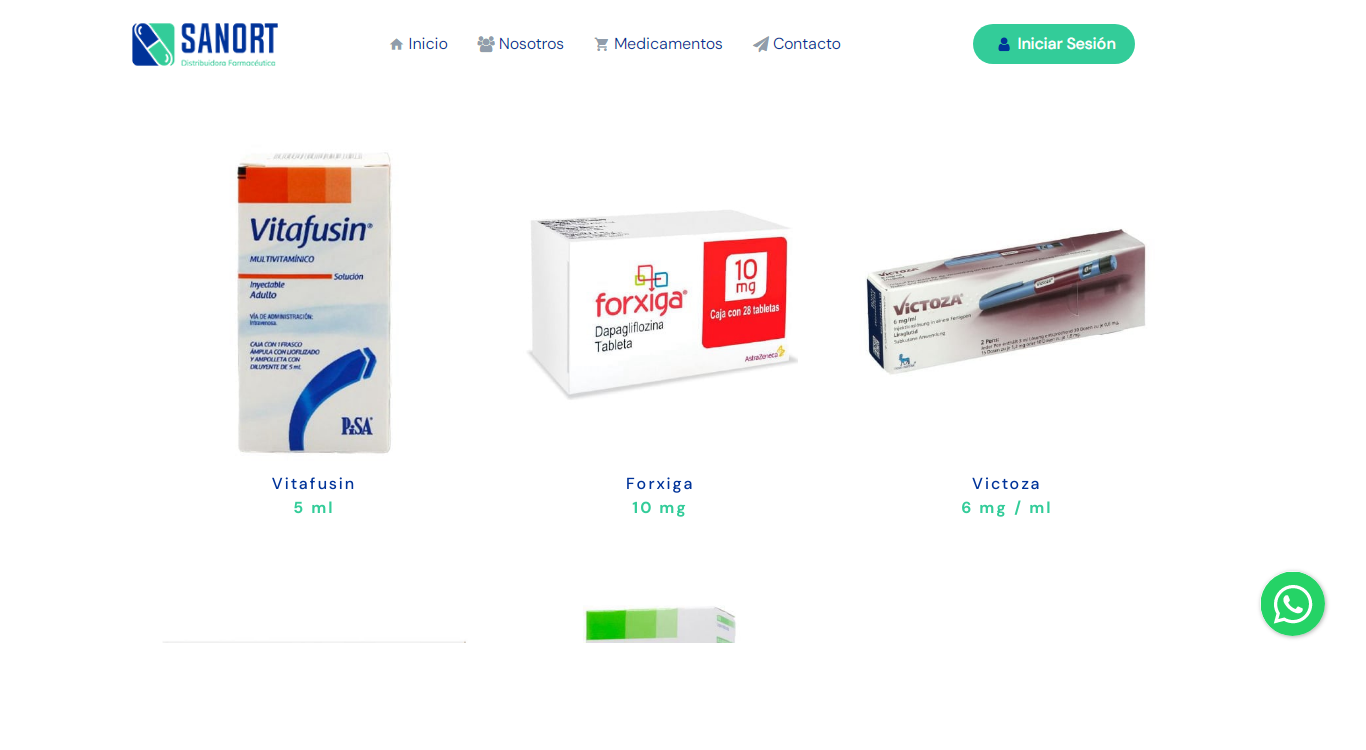 SANORT
Distribuidora Farmacéutica
Inicio
Nosotros
Medicamentos
Contacto
Iniciar Sesión
Vitafusin®
MULTIVITAMÍNICO
Solución
Inyectable
Adulto
VÍA DE ADMINISTRACIÓN:
Intravenosa.
CAJA CON 1 FRASCO
ÁMPULA CON LIOFILIZADO
Y AMPOLLETA CON
DILUYENTE DE 5 mL
PiSA®
forxiga®
Dapagliflozina
Tableta
10
mg
Caja con 28 tabletas
AstraZeneca
VICTOZA®
6 mg/ml
Liraglutid
2 Pens
Vitafusin
5 ml
Forxiga
10 mg
Victoza
6 mg / ml